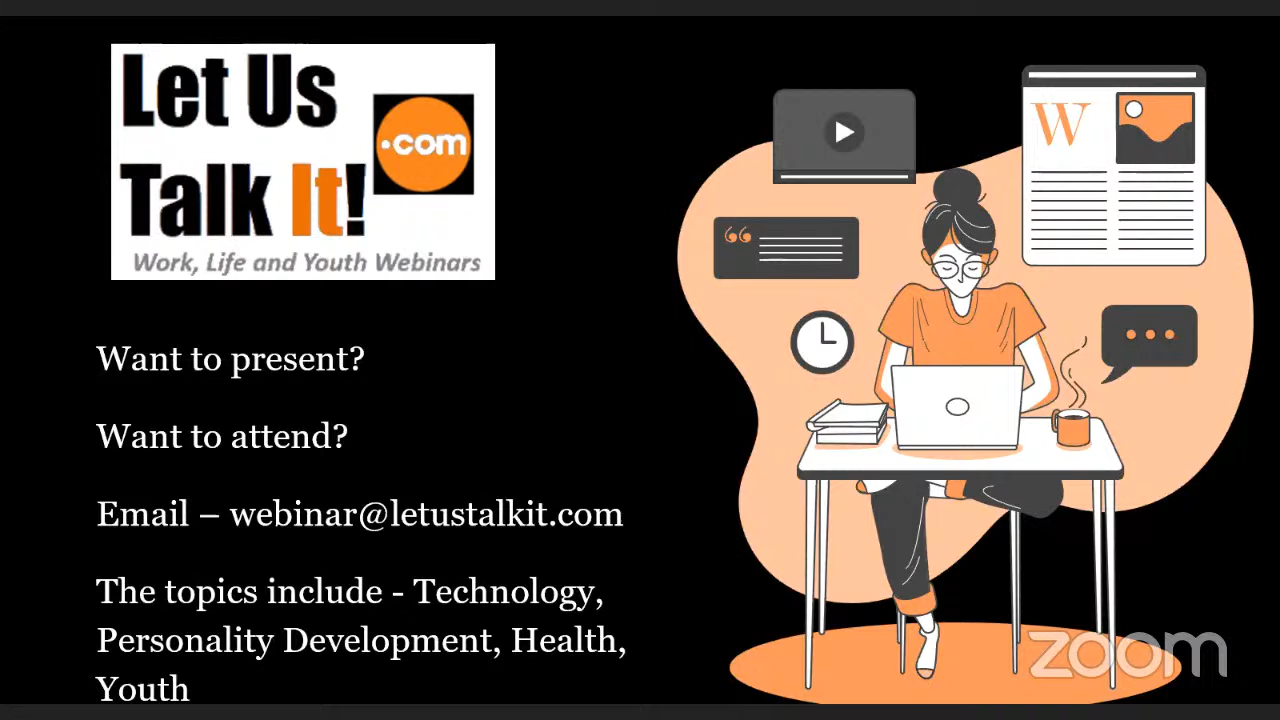 Let Us
.com
Talk It!
Work, Life and Youth Webinars
Want to present?
Want to attend?
Email – webinar@letustalkit.com
The topics include - Technology,
Personality Development, Health,
Youth
W
“
zoom